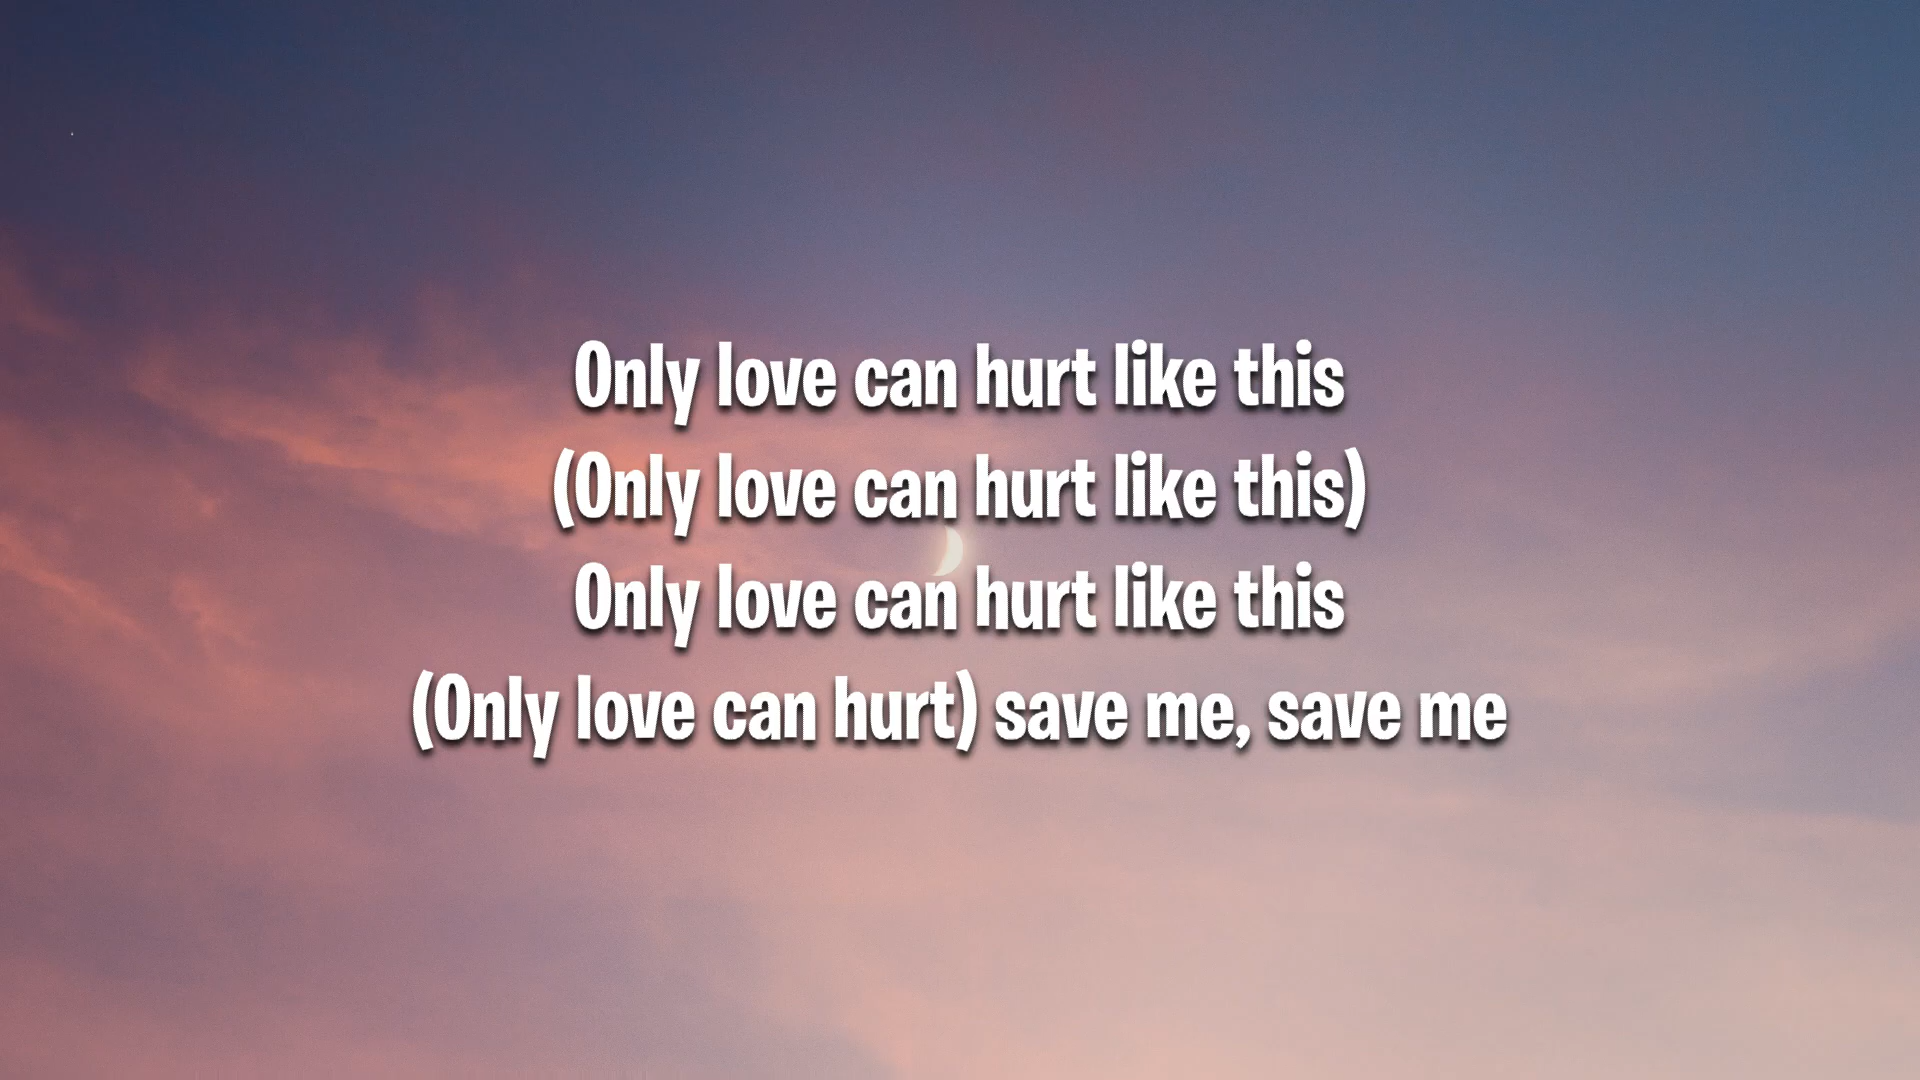 Only love can hurt like this
(Only love can hurt like this)
Only love can hurt like this
(Only love can hurt) save me, save me